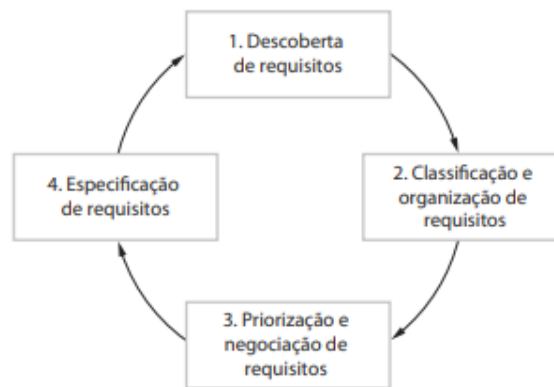 1. Descoberta
de requisitos
2. Classificação e
organização de
requisitos
3. Priorização e
negociação de
requisitos
4. Especificação
de requisitos